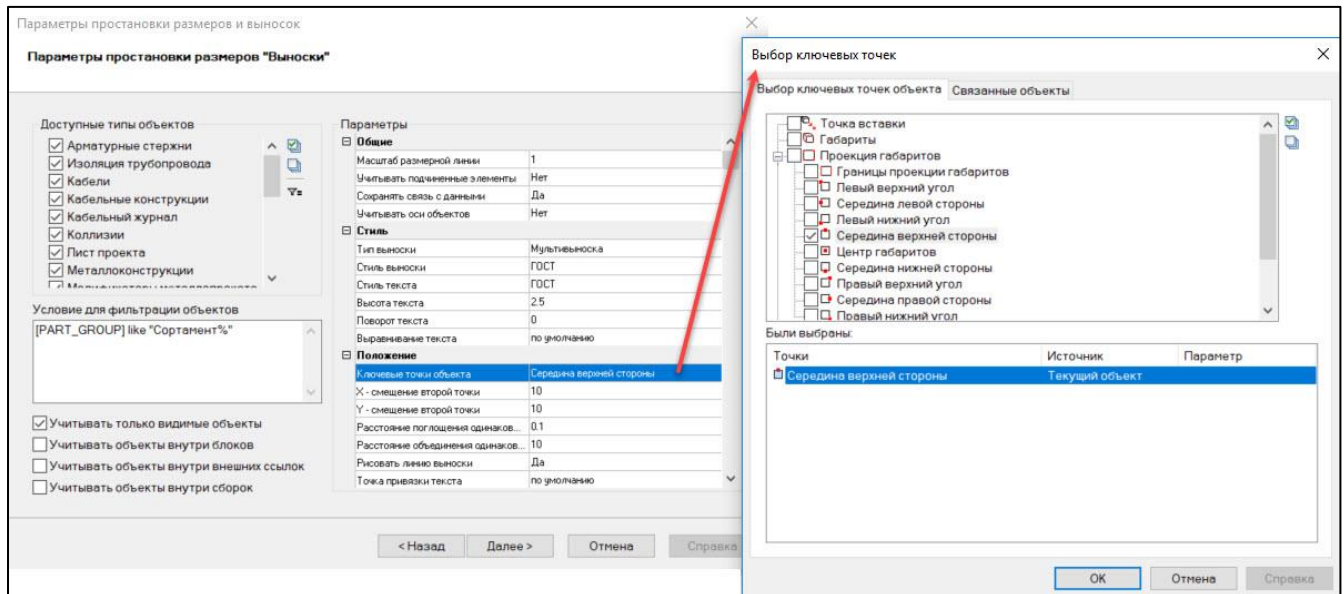 Параметры простановки размеров и выносок
Параметры простановки размеров "Выноски"
Доступные типы объектов
Арматурные стержни
Изоляция трубопровода
Кабели
Кабельные конструкции
Кабельный журнал
Коллизии
Лист проекта
Металлоконструкции
Условие для фильтрации объектов
[PART_GROUP] like "Сортамент%"
Учитывать только видимые объекты
Учитывать объекты внутри блоков
Учитывать объекты внутри внешних ссылок
Учитывать объекты внутри сборок
Параметры
Общие
Масштаб размерной линии 1
Учитывать подчиненные элементы Нет
Сохранять связь с данными Да
Учитывать оси объектов Нет
Стиль
Тип выноски Мультивыноска
Стиль выноски ГОСТ
Стиль текста ГОСТ
Высота текста 2.5
Поворот текста 0
Выравнивание текста по умолчанию
Положение
Ключевые точки объекта Середина верхней стороны
X - смещение второй точки 10
Y - смещение второй точки 10
Расстояние поглощения одинаков... 0.1
Расстояние объединения одинаков... 10
Рисовать линию выноски Да
Точка привязки текста по умолчанию
< Назад Далее > Отмена Справка
Выбор ключевых точек
Выбор ключевых точек объекта Связанные объекты
Точка вставки
Габариты
Проекция габаритов
Границы проекции габаритов
Левый верхний угол
Середина левой стороны
Левый нижний угол
Середина верхней стороны
Центр габаритов
Середина нижней стороны
Правый верхний угол
Середина правой стороны
Правый нижний угол
Были выбраны:
Точки Источник Параметр
Середина верхней стороны Текущий объект
ОК Отмена Справка